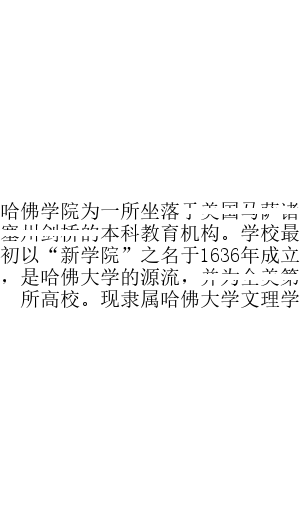 哈佛学院为一所坐落于美国马萨诸
塞州剑桥的本科教育机构。学校最
初以“新学院”之名于1636年成立
，是哈佛大学的源流，并为全美第
所高校。现隶属哈佛大学文理学